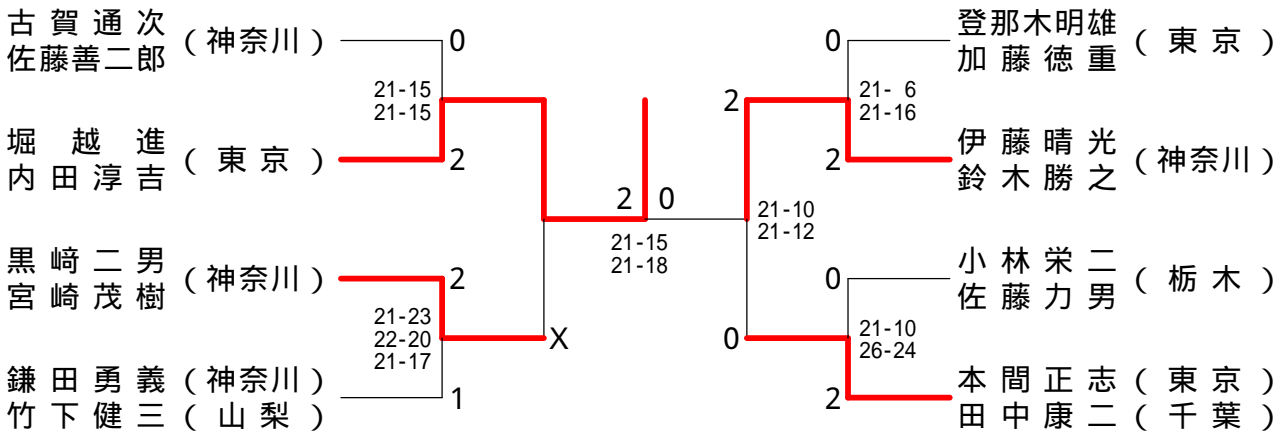 古賀通次
佐藤善二郎
(神奈川)
0
21-15
21-15
堀越進
内田淳吉
(東京)
2
黒﨑二男
宮崎茂樹
(神奈川)
2
21-23
22-20
21-17
X
鎌田勇義(神奈川)
竹下健三(山梨)
1
2 0
21-15
21-18
登那木明雄
加藤徳重
(東京)
0
21- 6
21-16
2
伊藤晴光
鈴木勝之
(神奈川)
2
21-10
21-12
小林栄二
佐藤力男
(栃木)
0
21-10
26-24
0
本間正志(東京)
田中康二(千葉)
2